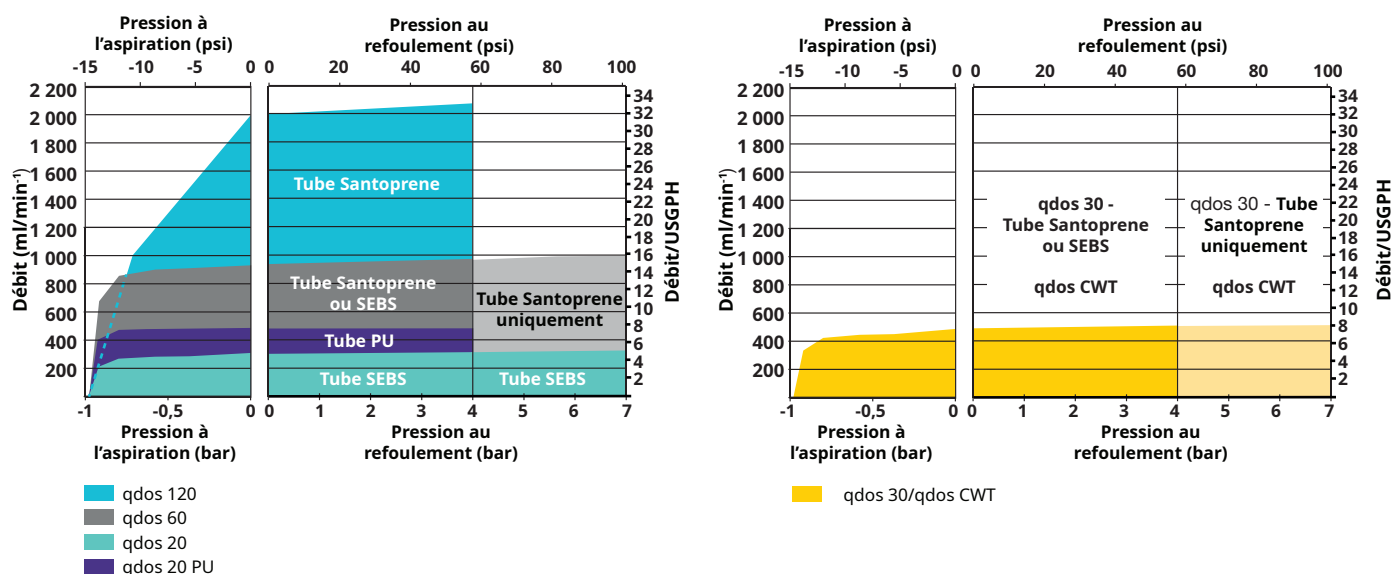 Pression à
l'aspiration (psi)
Pression au
refoulement (psi)
-15 -10 -5 0 0 20 40 60 80 100
2 200
2 000
1 800
1 600
1 400
1 200
1 000
800
600
400
200
Débit (ml/min⁻¹)
34
32
30
28
26
24
22
20
18
16
14
12
10
8
6
4
2
Débit/USGPH
Tube Santoprene
Tube Santoprene
ou SEBS
Tube Santoprene
uniquement
Tube PU
Tube SEBS
Tube SEBS
-1 -0,5 0 0 1 2 3 4 5 6 7
Pression à
l'aspiration (bar)
Pression au
refoulement (bar)
qdos 120
qdos 60
qdos 20
qdos 20 PU
Pression à
l'aspiration (psi)
Pression au
refoulement (psi)
-15 -10 -5 0 0 20 40 60 80 100
2 200
2 000
1 800
1 600
1 400
1 200
1 000
800
600
400
200
Débit (ml/min⁻¹)
34
32
30
28
26
24
22
20
18
16
14
12
10
8
6
4
2
Débit/USGPH
qdos 30 -
Tube Santoprene
ou SEBS
qdos CWT
qdos 30 - Tube
Santoprene
uniquement
qdos CWT
-1 -0,5 0 0 1 2 3 4 5 6 7
Pression à
l'aspiration (bar)
Pression au
refoulement (bar)
qdos 30/qdos CWT